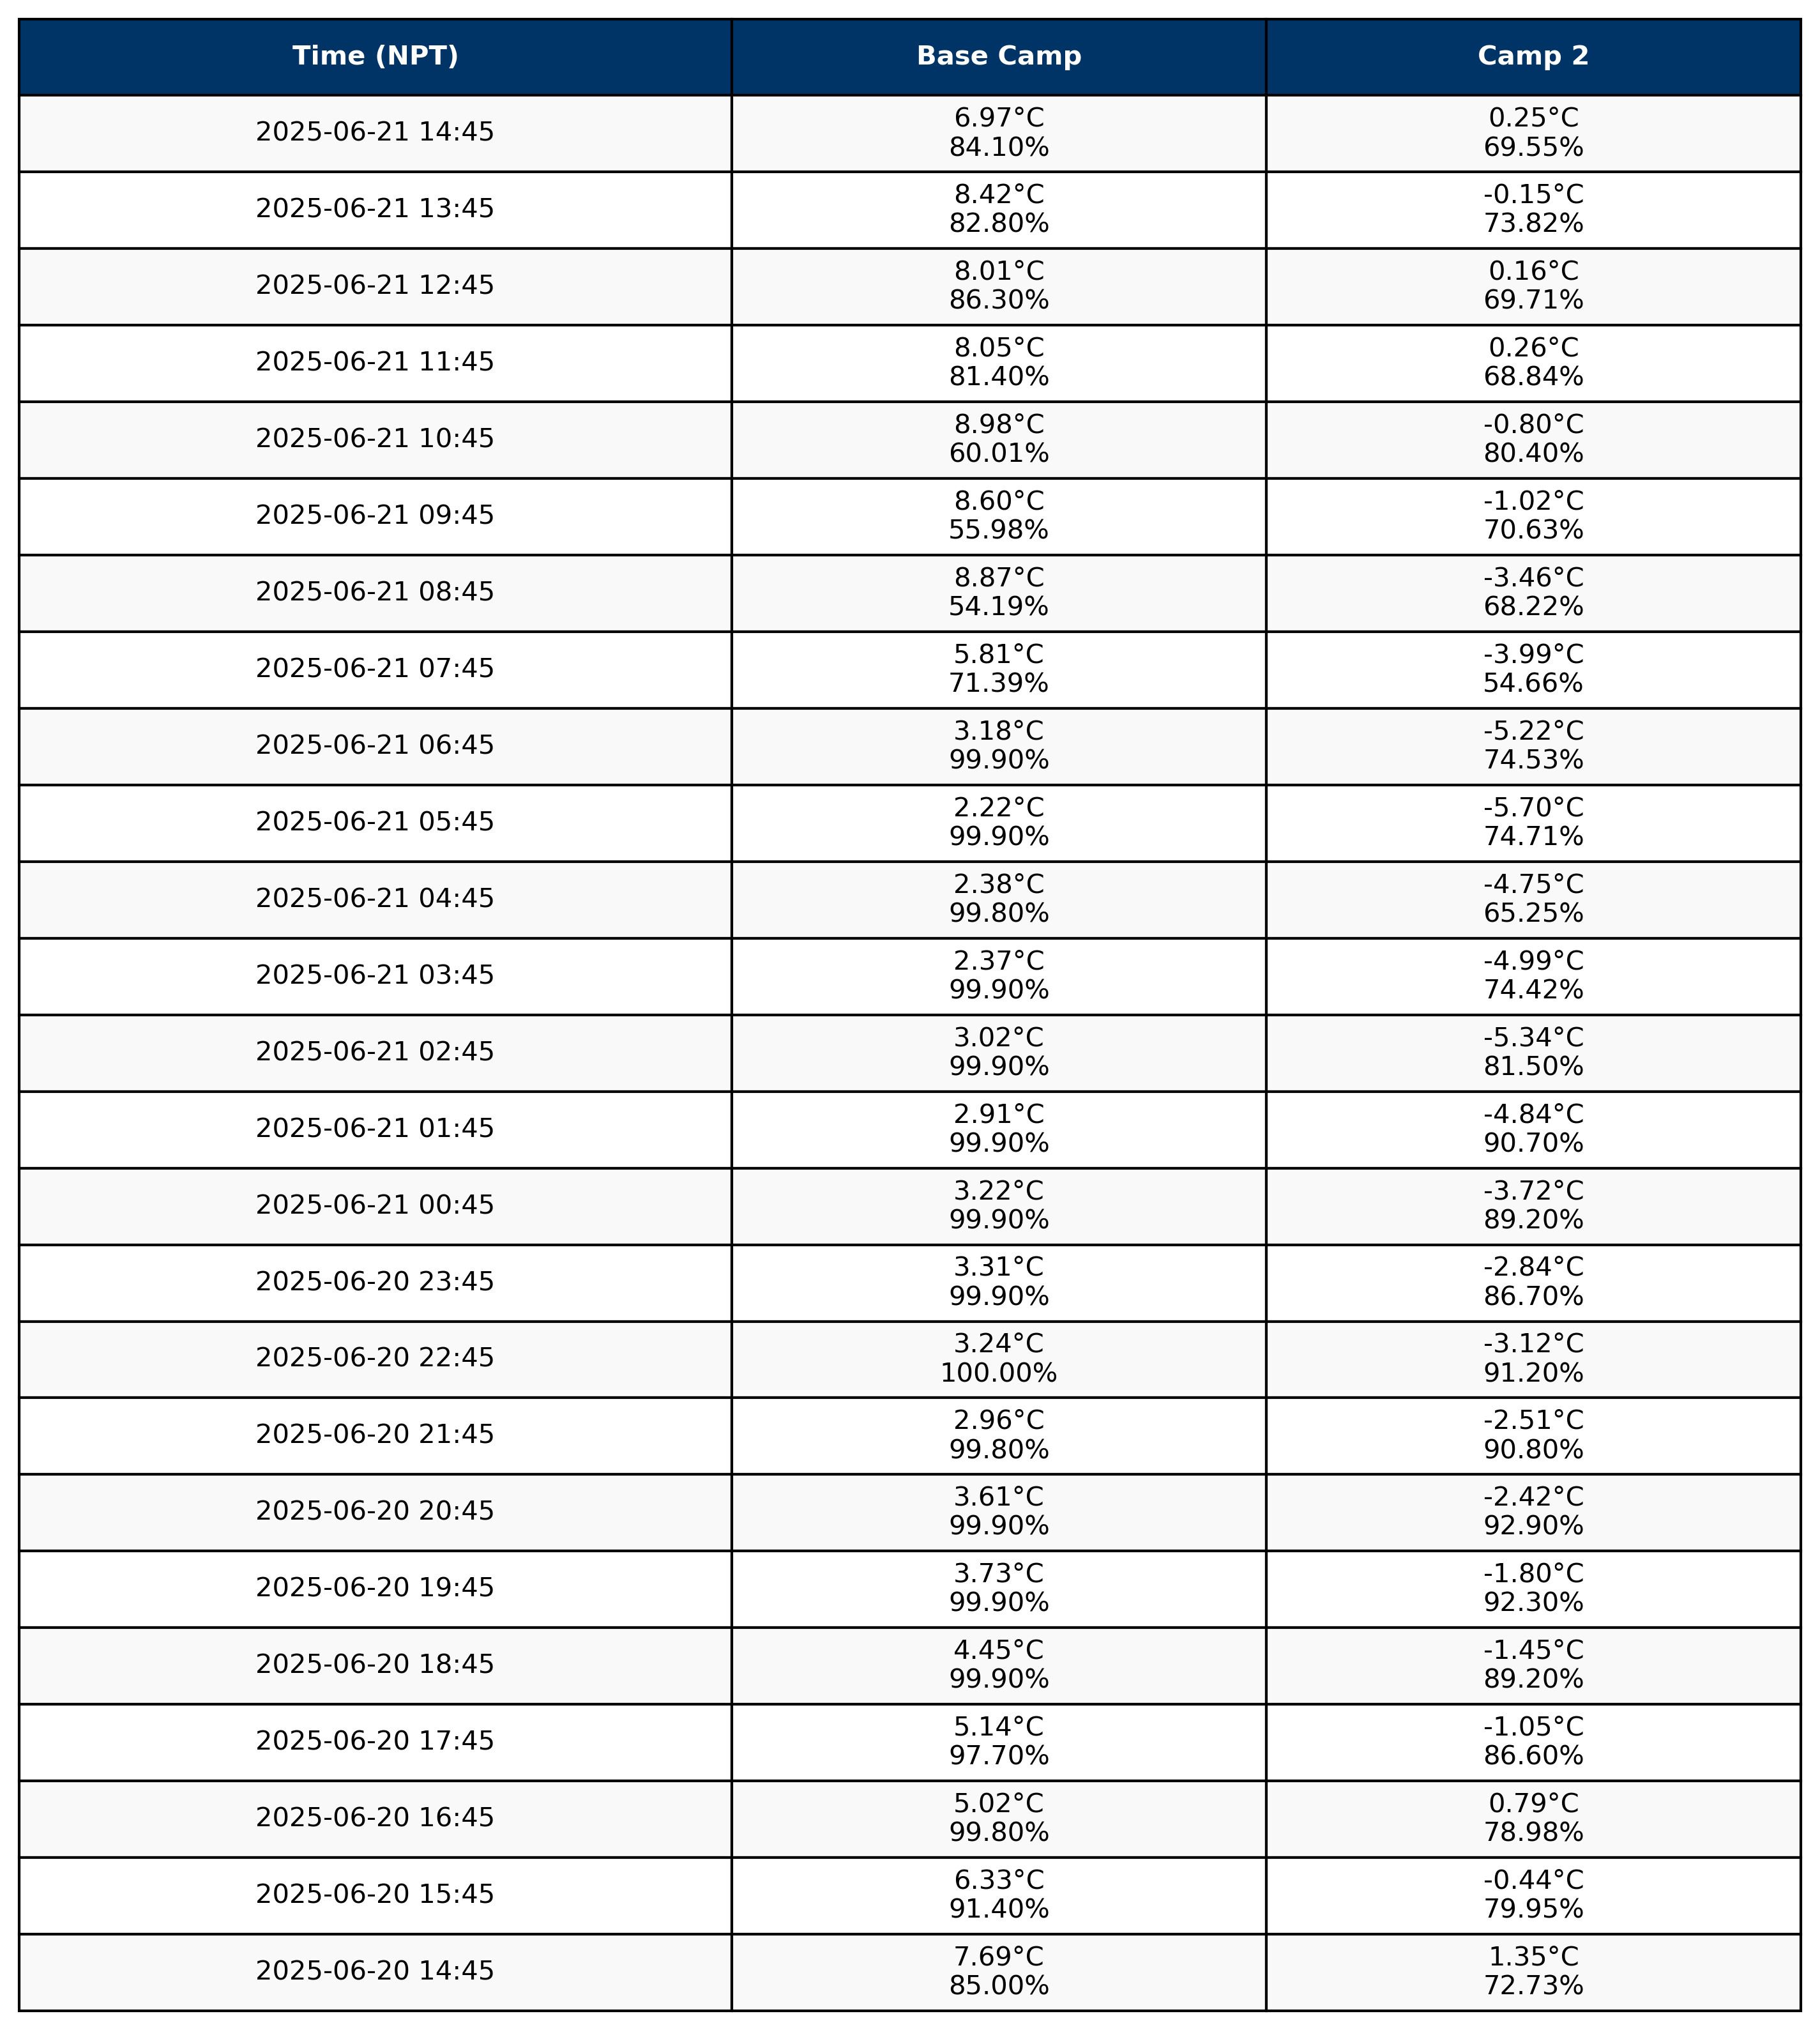 Time (NPT) Base Camp Camp 2
2025-06-21 14:45 6.97°C 0.25°C
84.10% 69.55%
2025-06-21 13:45 8.42°C -0.15°C
82.80% 73.82%
2025-06-21 12:45 8.01°C 0.16°C
86.30% 69.71%
2025-06-21 11:45 8.05°C 0.26°C
81.40% 68.84%
2025-06-21 10:45 8.98°C -0.80°C
60.01% 80.40%
2025-06-21 09:45 8.60°C -1.02°C
55.98% 70.63%
2025-06-21 08:45 8.87°C -3.46°C
54.19% 68.22%
2025-06-21 07:45 5.81°C -3.99°C
71.39% 54.66%
2025-06-21 06:45 3.18°C -5.22°C
99.90% 74.53%
2025-06-21 05:45 2.22°C -5.70°C
99.90% 74.71%
2025-06-21 04:45 2.38°C -4.75°C
99.80% 65.25%
2025-06-21 03:45 2.37°C -4.99°C
99.90% 74.42%
2025-06-21 02:45 3.02°C -5.34°C
99.90% 81.50%
2025-06-21 01:45 2.91°C -4.84°C
99.90% 90.70%
2025-06-21 00:45 3.22°C -3.72°C
99.90% 89.20%
2025-06-20 23:45 3.31°C -2.84°C
99.90% 86.70%
2025-06-20 22:45 3.24°C -3.12°C
100.00% 91.20%
2025-06-20 21:45 2.96°C -2.51°C
99.80% 90.80%
2025-06-20 20:45 3.61°C -2.42°C
99.90% 92.90%
2025-06-20 19:45 3.73°C -1.80°C
99.90% 92.30%
2025-06-20 18:45 4.45°C -1.45°C
99.90% 89.20%
2025-06-20 17:45 5.14°C -1.05°C
97.70% 86.60%
2025-06-20 16:45 5.02°C 0.79°C
99.80% 78.98%
2025-06-20 15:45 6.33°C -0.44°C
91.40% 79.95%
2025-06-20 14:45 7.69°C 1.35°C
85.00% 72.73%